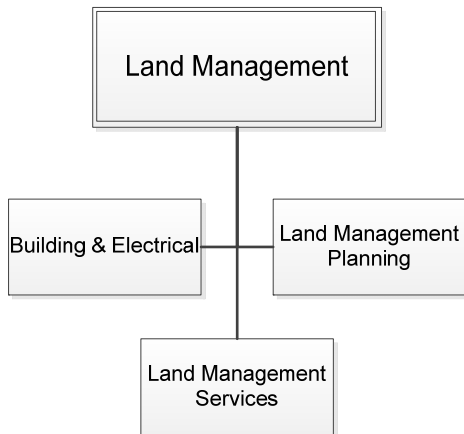 Land Management
Building & Electrical
Land Management
Planning
Land Management
Services